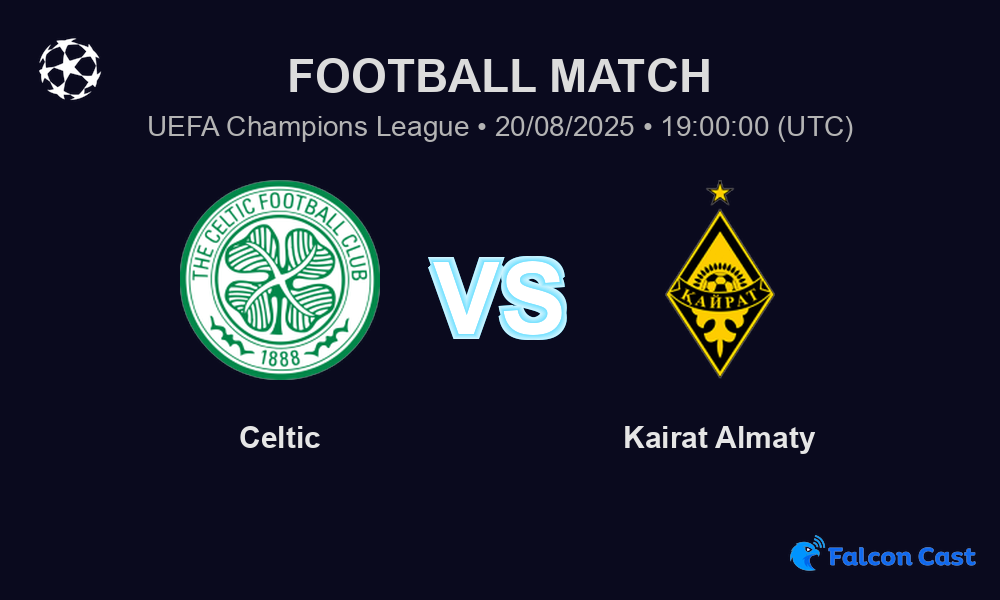 FOOTBALL MATCH
UEFA Champions League • 20/08/2025 • 19:00:00 (UTC)
THE CELTIC FOOTBALL CLUB
1888
VS
КАЙРАТ
Celtic
Kairat Almaty
Falcon Cast